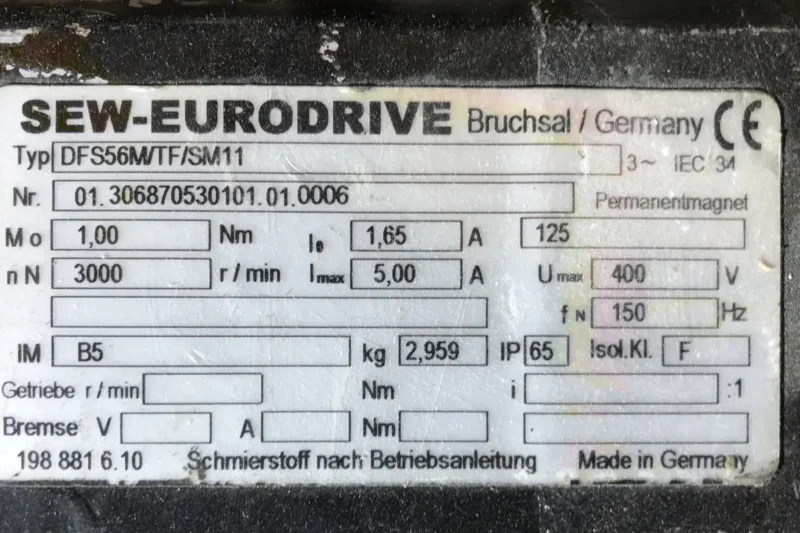 SEW-EURODRIVE Bruchsal / Germany CE
Typ DFS56M/TF/SM11 3~ IEC 34
Nr. 01.306870530101.01.0006 Permanentmagnet
Mo 1,00 Nm I0 1,65 A 125
nN 3000 r/min Imax 5,00 A Umax 400 V
fN 150 Hz
IM B5 kg 2,959 IP 65 Isol.Kl. F
Getriebe r/min Nm i :1
Bremse V A Nm
198 881 6.10 Schmierstoff nach Betriebsanleitung Made in Germany